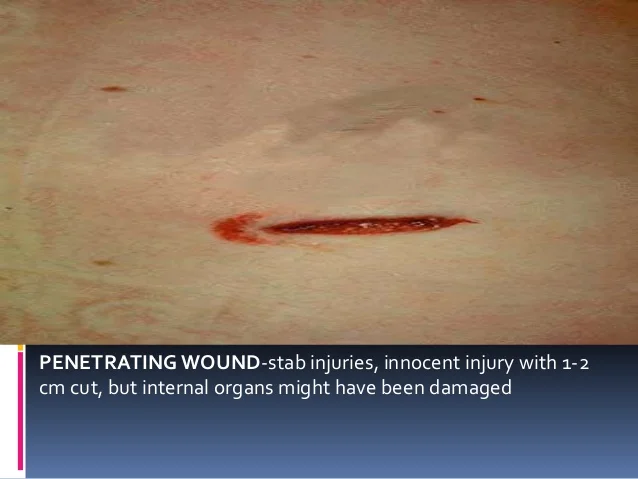 PENETRATING WOUND-stab injuries, innocent injury with 1-2
cm cut, but internal organs might have been damaged